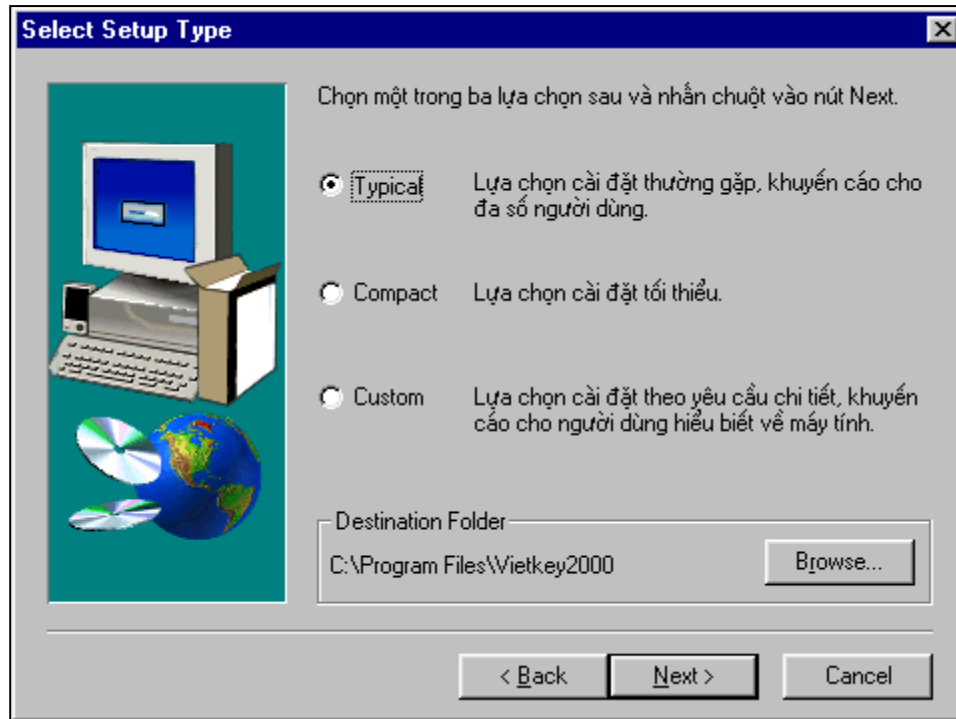 Select Setup Type
Chọn một trong ba lựa chọn sau và nhấn chuột vào nút Next.
Typical
Lựa chọn cài đặt thường gặp, khuyến cáo cho
đa số người dùng.
Compact
Lựa chọn cài đặt tối thiểu.
Custom
Lựa chọn cài đặt theo yêu cầu chi tiết, khuyến
cáo cho người dùng hiểu biết về máy tính.
Destination Folder
C:\Program Files\Vietkey2000
Browse...
< Back
Next >
Cancel